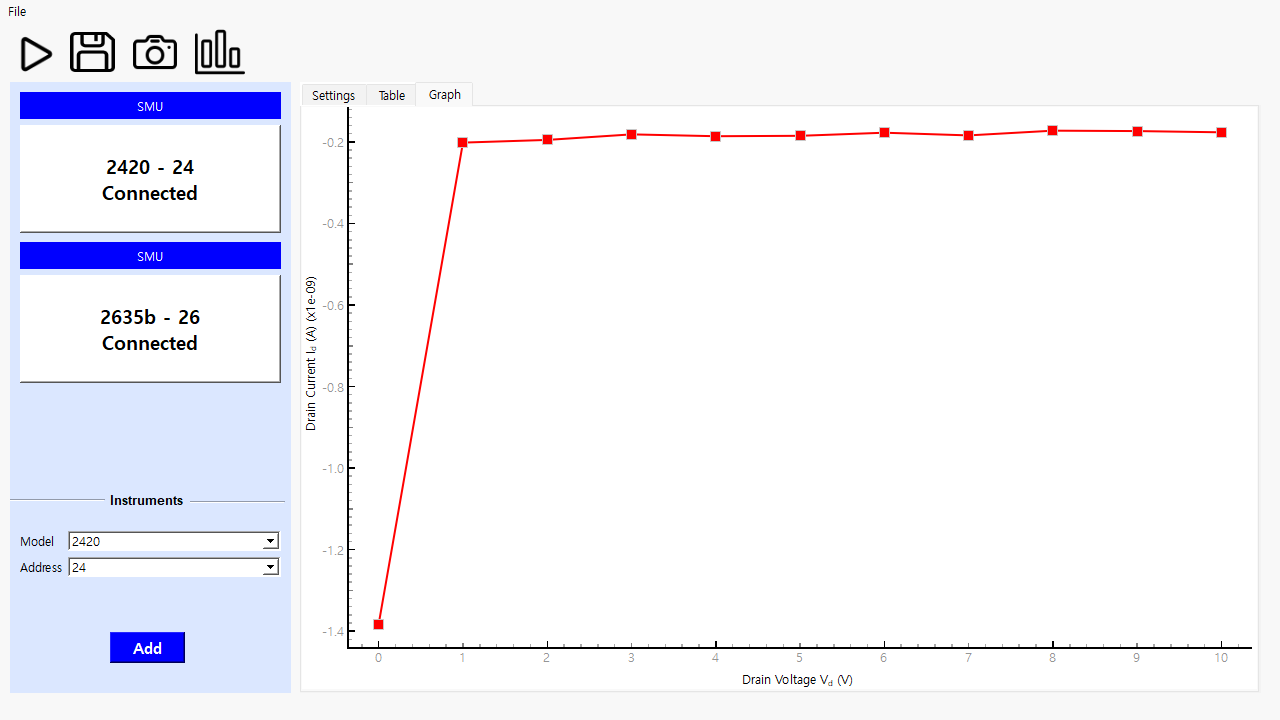 File
SMU
2420 - 24
Connected
SMU
2635b - 26
Connected
Instruments
Model 2420
Address 24
Add
Settings Table Graph
Drain Current I_d (A) (x1e-09)
-0.2
-0.4
-0.6
-0.8
-1.0
-1.2
-1.4
0 1 2 3 4 5 6 7 8 9 10
Drain Voltage V_d (V)